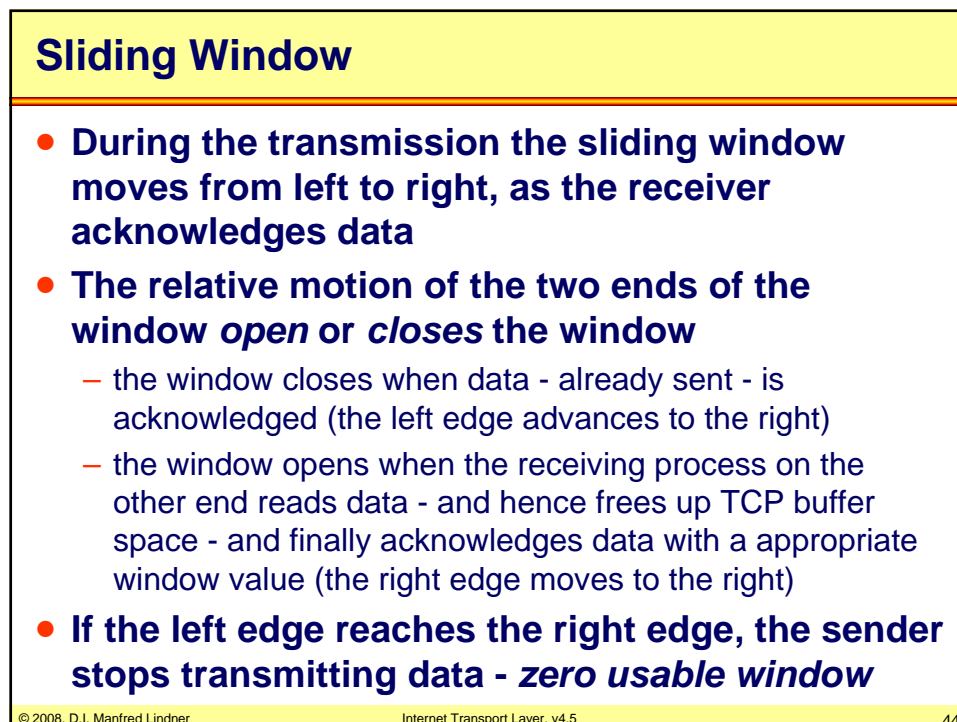 Sliding Window
• During the transmission the sliding window
moves from left to right, as the receiver
acknowledges data
• The relative motion of the two ends of the
window open or closes the window
– the window closes when data - already sent - is
acknowledged (the left edge advances to the right)
– the window opens when the receiving process on the
other end reads data - and hence frees up TCP buffer
space - and finally acknowledges data with a appropriate
window value (the right edge moves to the right)
• If the left edge reaches the right edge, the sender
stops transmitting data - zero usable window
© 2008, D.I. Manfred Lindner Internet Transport Layer, v4.5 44